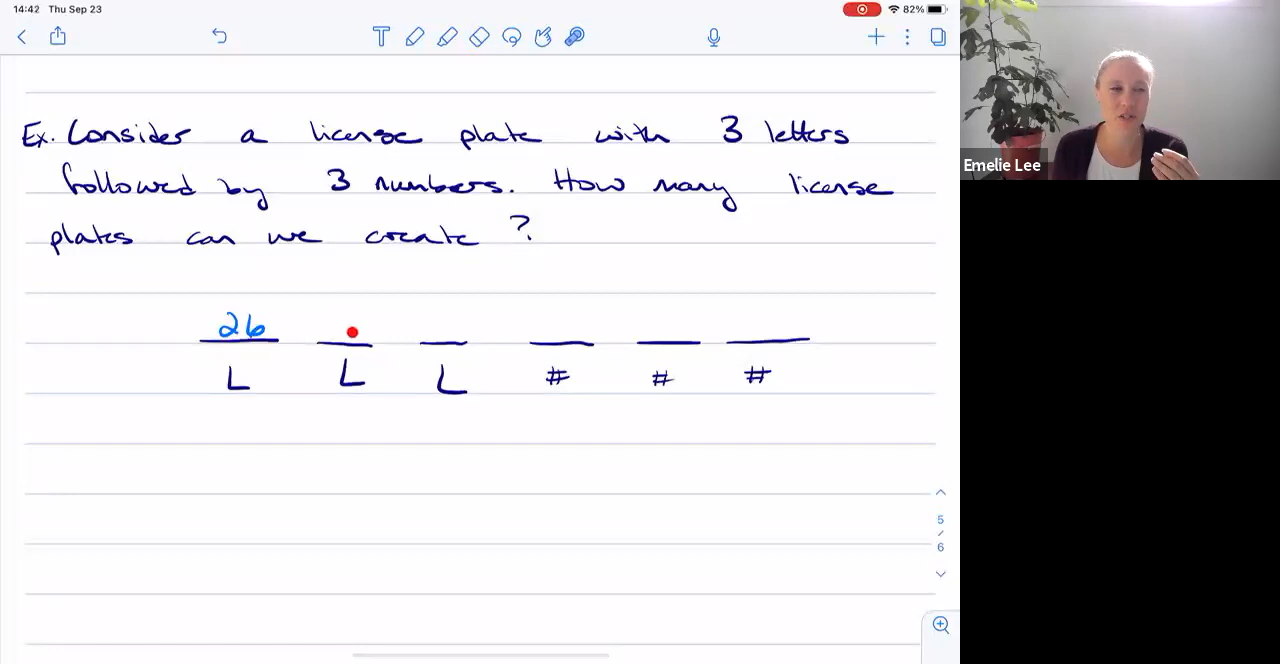 14:42 Thu Sep 23
82%
T
Ex. Consider a license plate with 3 letters
followed by 3 numbers. How many license
plates can we create ?
26
L L L # # #
5
/
6
Emelie Lee